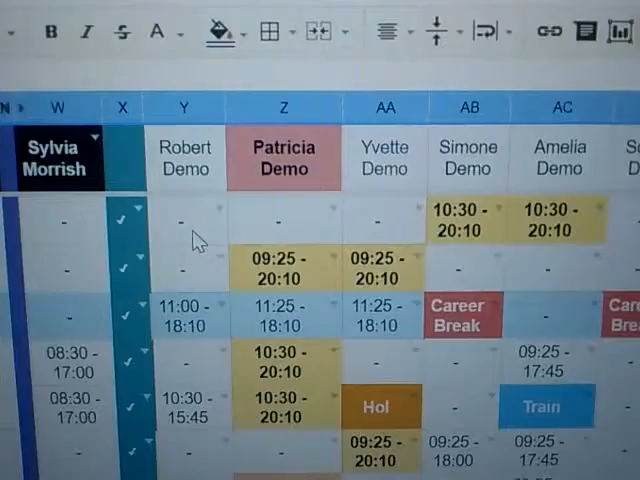 B I S A
N W X Y Z AA AB AC
Sylvia Morrish Robert Demo Patricia Demo Yvette Demo Simone Demo Amelia Demo
- - - - 10:30 - 20:10 10:30 - 20:10
- - 09:25 - 20:10 09:25 - 20:10 - -
- 11:00 - 18:10 11:25 - 18:10 11:25 - 18:10 Career Break -
08:30 - 17:00 - 10:30 - 20:10 - - 09:25 - 17:45
08:30 - 17:00 10:30 - 15:45 10:30 - 20:10 Hol - Train
- - - 09:25 - 20:10 09:25 - 18:00 09:25 - 17:45